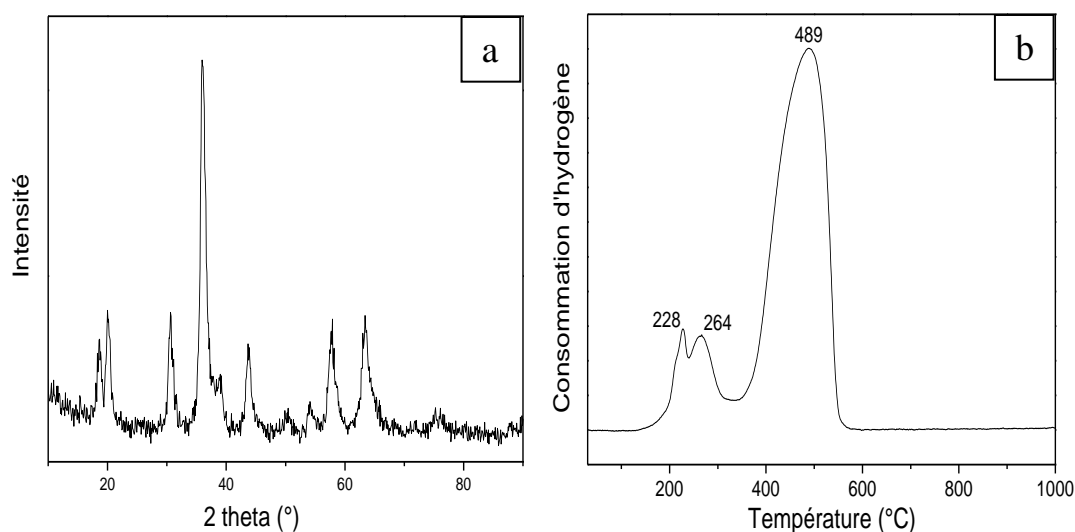 a
Intensité
20 40 60 80
2 theta (°)
b
489
228 264
Consommation d'hydrogène
200 400 600 800 1000
Température (°C)